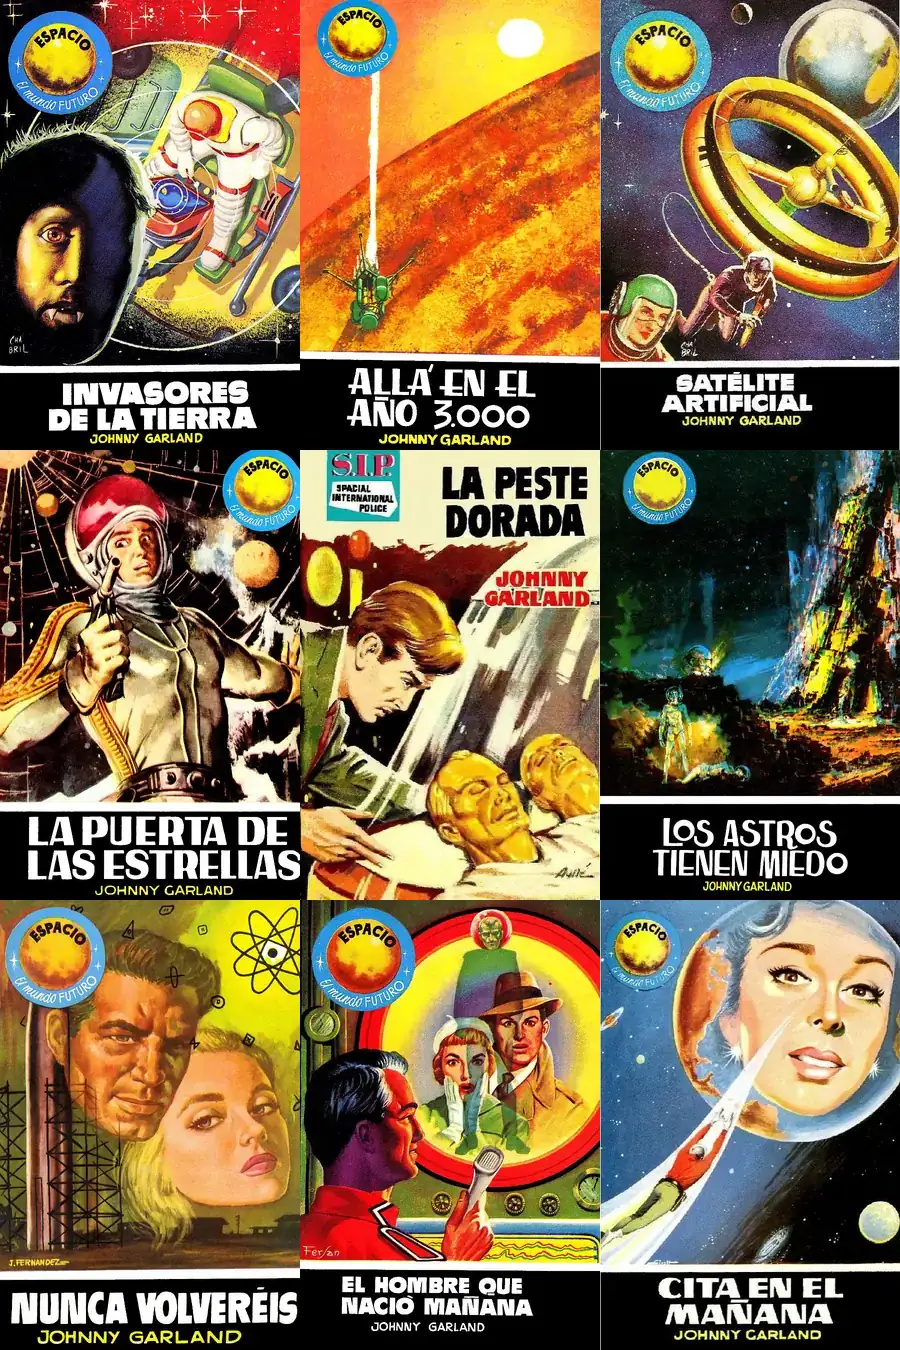 ESPACIO
El mundo FUTURO
CHA
BRIL
INVASORES
DE LA TIERRA
JOHNNY GARLAND
ESPACIO
El mundo FUTURO
ALLÁ EN EL
AÑO 3.000
JOHNNY GARLAND
ESPACIO
El mundo FUTURO
CHA
BRIL
SATÉLITE
ARTIFICIAL
JOHNNY GARLAND
ESPACIO
El mundo FUTURO
LA PUERTA DE
LAS ESTRELLAS
JOHNNY GARLAND
S.I.P.
SPACIAL
INTERNATIONAL
POLICE
LA PESTE
DORADA
JOHNNY
GARLAND
ESPACIO
El mundo FUTURO
LOS ASTROS
TIENEN MIEDO
JOHNNY GARLAND
ESPACIO
El mundo FUTURO
J. FERNANDEZ
NUNCA VOLVERÉIS
JOHNNY GARLAND
ESPACIO
El mundo FUTURO
Fersan
EL HOMBRE QUE
NACIÒ MAÑANA
JOHNNY GARLAND
ESPACIO
El mundo FUTURO
CITA EN EL
MAÑANA
JOHNNY GARLAND